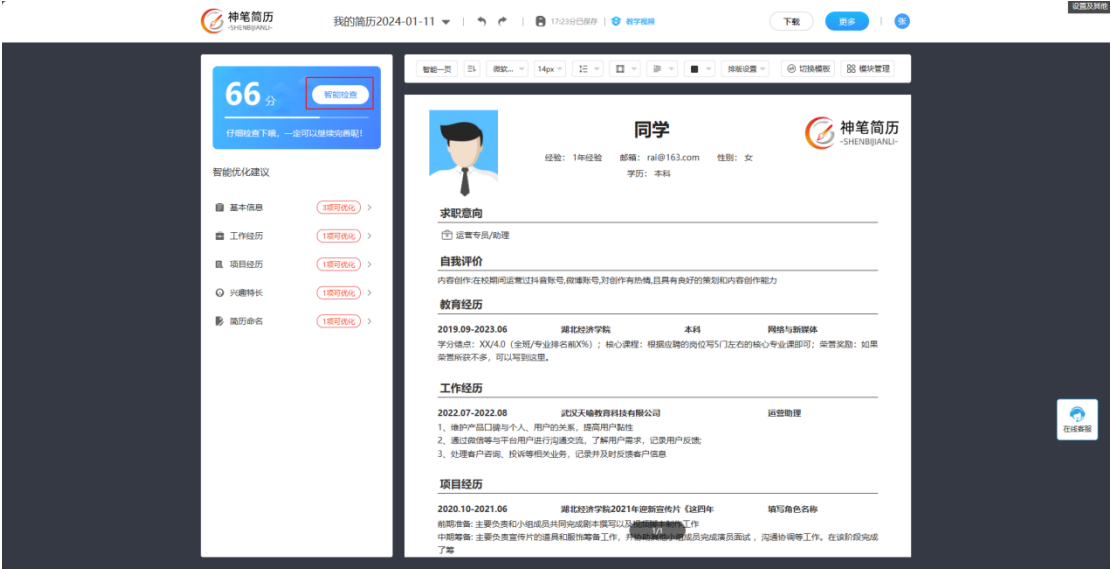 设置及其他
神笔简历
-SHENBIJIANLI-
我的简历2024-01-11
17:23分已保存
教学视频
下载
更多
张
66分
智能检查
仔细检查下哦，一定可以继续完善呢！
智能优化建议
基本信息 3项可优化
工作经历 1项可优化
项目经历 1项可优化
兴趣特长 1项可优化
简历命名 1项可优化
智能一页 微软... 14px 排版设置 切换模板 模块管理
同学
神笔简历
-SHENBIJIANLI-
经验： 1年经验 邮箱： rai@163.com 性别： 女
学历： 本科
求职意向
运营专员/助理
自我评价
内容创作:在校期间运营过抖音账号,微博账号,对创作有热情,且具有良好的策划和内容创作能力
教育经历
2019.09-2023.06 湖北经济学院 本科 网络与新媒体
学分绩点：XX/4.0（全班/专业排名前X%）；核心课程：根据应聘的岗位写5门左右的核心专业课即可；荣誉奖励：如果
荣誉所获不多，可以写到这里。
工作经历
2022.07-2022.08 武汉天喻教育科技有限公司 运营助理
1、维护产品口碑与个人、用户的关系，提高用户黏性
2、通过微信等与平台用户进行沟通交流，了解用户需求，记录用户反馈;
3、处理客户咨询、投诉等相关业务，记录并及时反馈客户信息
项目经历
2020.10-2021.06 湖北经济学院2021年迎新宣传片《这四年 填写角色名称
前期准备: 主要负责和小组成员共同完成剧本撰写以及视频脚本制作工作
1/1
中期筹备: 主要负责宣传片的道具和服饰筹备工作，并协助其他小组成员完成演员面试，沟通协调等工作。在该阶段完成
了筹
在线客服